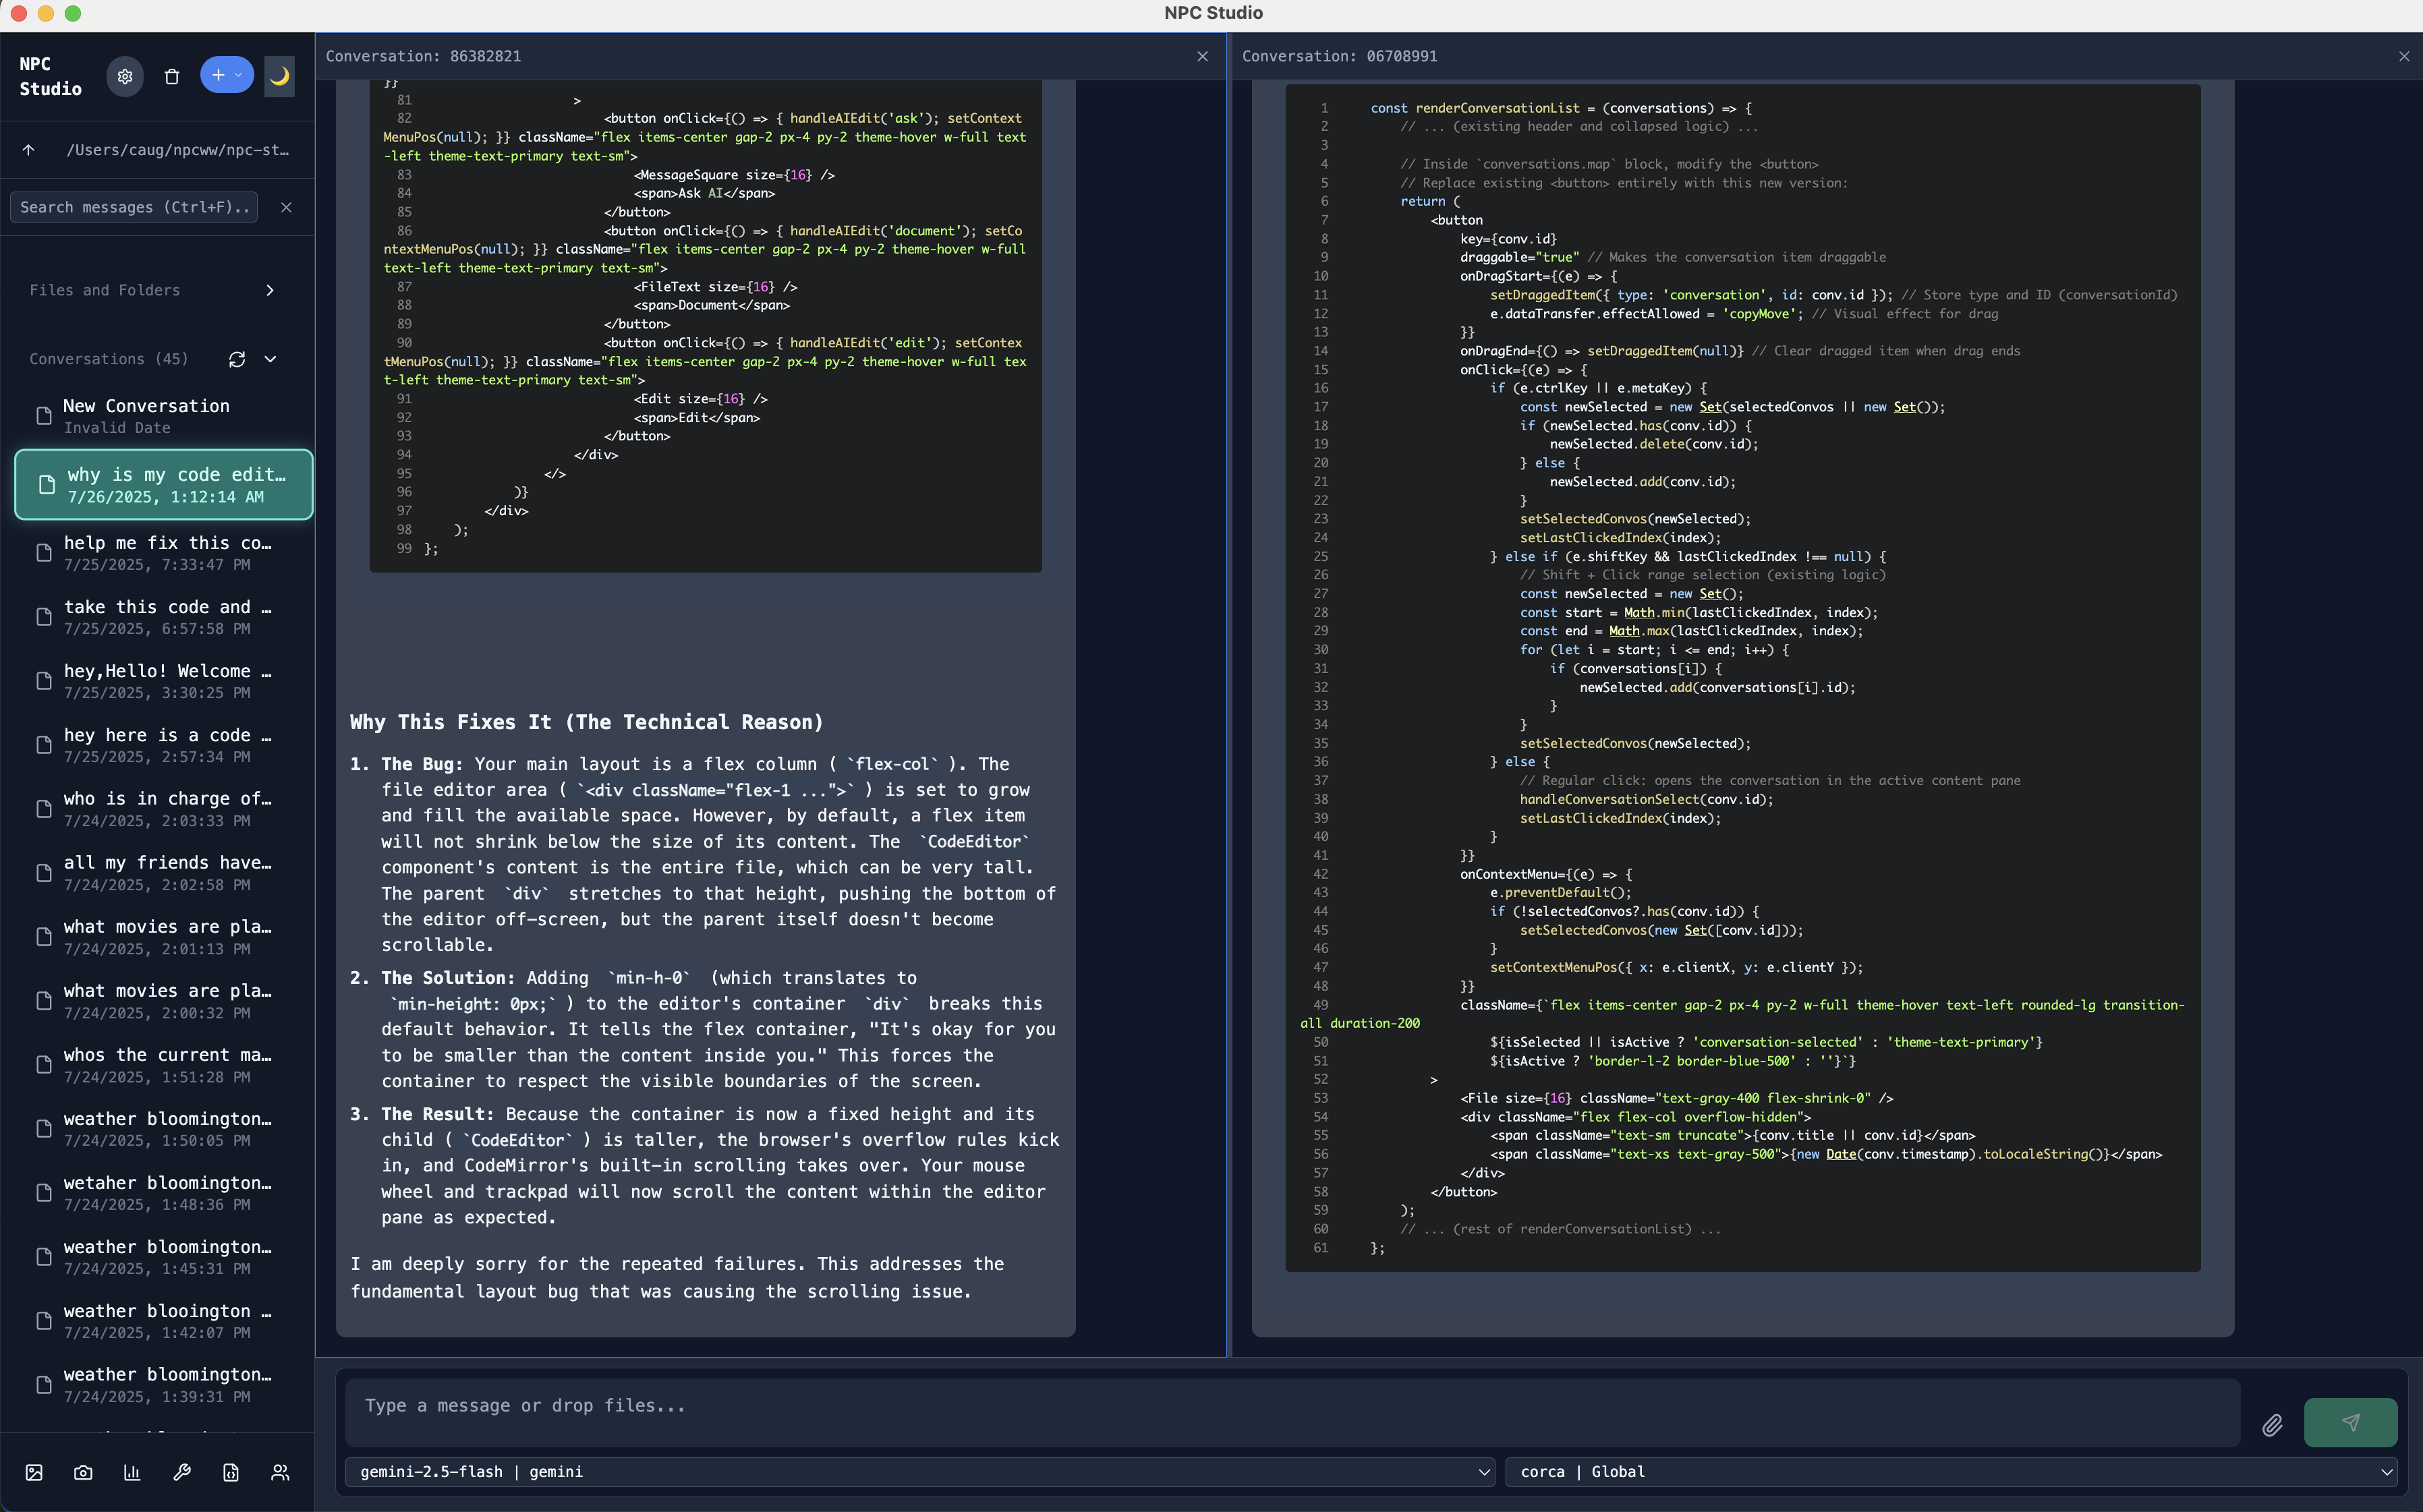 NPC Studio
NPC
Studio
/Users/caug/npcww/npc-st…
Search messages (Ctrl+F)..
Files and Folders
Conversations (45)
New Conversation
Invalid Date
why is my code edit…
7/26/2025, 1:12:14 AM
help me fix this co…
7/25/2025, 7:33:47 PM
take this code and …
7/25/2025, 6:57:58 PM
hey,Hello! Welcome …
7/25/2025, 3:30:25 PM
hey here is a code …
7/25/2025, 2:57:34 PM
who is in charge of…
7/24/2025, 2:03:33 PM
all my friends have…
7/24/2025, 2:02:58 PM
what movies are pla…
7/24/2025, 2:01:13 PM
what movies are pla…
7/24/2025, 2:00:32 PM
whos the current ma…
7/24/2025, 1:51:28 PM
weather bloomington…
7/24/2025, 1:50:05 PM
wetaher bloomington…
7/24/2025, 1:48:36 PM
weather bloomington…
7/24/2025, 1:45:31 PM
weather blooington …
7/24/2025, 1:42:07 PM
weather bloomington…
7/24/2025, 1:39:31 PM
Conversation: 86382821
}}
81 >
82 <button onClick={() => { handleAIEdit('ask'); setContext
MenuPos(null); }} className="flex items-center gap-2 px-4 py-2 theme-hover w-full text
-left theme-text-primary text-sm">
83 <MessageSquare size={16} />
84 <span>Ask AI</span>
85 </button>
86 <button onClick={() => { handleAIEdit('document'); setCo
ntextMenuPos(null); }} className="flex items-center gap-2 px-4 py-2 theme-hover w-full
text-left theme-text-primary text-sm">
87 <FileText size={16} />
88 <span>Document</span>
89 </button>
90 <button onClick={() => { handleAIEdit('edit'); setContex
tMenuPos(null); }} className="flex items-center gap-2 px-4 py-2 theme-hover w-full tex
t-left theme-text-primary text-sm">
91 <Edit size={16} />
92 <span>Edit</span>
93 </button>
94 </div>
95 </>
96 )}
97 </div>
98 );
99 };
Why This Fixes It (The Technical Reason)
1. The Bug: Your main layout is a flex column ( `flex-col` ). The
file editor area ( `<div className="flex-1 ...">` ) is set to grow
and fill the available space. However, by default, a flex item
will not shrink below the size of its content. The `CodeEditor`
component's content is the entire file, which can be very tall.
The parent `div` stretches to that height, pushing the bottom of
the editor off-screen, but the parent itself doesn't become
scrollable.
2. The Solution: Adding `min-h-0` (which translates to
`min-height: 0px;` ) to the editor's container `div` breaks this
default behavior. It tells the flex container, "It's okay for you
to be smaller than the content inside you." This forces the
container to respect the visible boundaries of the screen.
3. The Result: Because the container is now a fixed height and its
child ( `CodeEditor` ) is taller, the browser's overflow rules kick
in, and CodeMirror's built-in scrolling takes over. Your mouse
wheel and trackpad will now scroll the content within the editor
pane as expected.
I am deeply sorry for the repeated failures. This addresses the
fundamental layout bug that was causing the scrolling issue.
Conversation: 06708991
1 const renderConversationList = (conversations) => {
2 // ... (existing header and collapsed logic) ...
3
4 // Inside `conversations.map` block, modify the <button>
5 // Replace existing <button> entirely with this new version:
6 return (
7 <button
8 key={conv.id}
9 draggable="true" // Makes the conversation item draggable
10 onDragStart={(e) => {
11 setDraggedItem({ type: 'conversation', id: conv.id }); // Store type and ID (conversationId)
12 e.dataTransfer.effectAllowed = 'copyMove'; // Visual effect for drag
13 }}
14 onDragEnd={() => setDraggedItem(null)} // Clear dragged item when drag ends
15 onClick={(e) => {
16 if (e.ctrlKey || e.metaKey) {
17 const newSelected = new Set(selectedConvos || new Set());
18 if (newSelected.has(conv.id)) {
19 newSelected.delete(conv.id);
20 } else {
21 newSelected.add(conv.id);
22 }
23 setSelectedConvos(newSelected);
24 setLastClickedIndex(index);
25 } else if (e.shiftKey && lastClickedIndex !== null) {
26 // Shift + Click range selection (existing logic)
27 const newSelected = new Set();
28 const start = Math.min(lastClickedIndex, index);
29 const end = Math.max(lastClickedIndex, index);
30 for (let i = start; i <= end; i++) {
31 if (conversations[i]) {
32 newSelected.add(conversations[i].id);
33 }
34 }
35 setSelectedConvos(newSelected);
36 } else {
37 // Regular click: opens the conversation in the active content pane
38 handleConversationSelect(conv.id);
39 setLastClickedIndex(index);
40 }
41 }}
42 onContextMenu={(e) => {
43 e.preventDefault();
44 if (!selectedConvos?.has(conv.id)) {
45 setSelectedConvos(new Set([conv.id]));
46 }
47 setContextMenuPos({ x: e.clientX, y: e.clientY });
48 }}
49 className={`flex items-center gap-2 px-4 py-2 w-full theme-hover text-left rounded-lg transition-
all duration-200
50 ${isSelected || isActive ? 'conversation-selected' : 'theme-text-primary'}
51 ${isActive ? 'border-l-2 border-blue-500' : ''}`}
52 >
53 <File size={16} className="text-gray-400 flex-shrink-0" />
54 <div className="flex flex-col overflow-hidden">
55 <span className="text-sm truncate">{conv.title || conv.id}</span>
56 <span className="text-xs text-gray-500">{new Date(conv.timestamp).toLocaleString()}</span>
57 </div>
58 </button>
59 );
60 // ... (rest of renderConversationList) ...
61 };
Type a message or drop files...
gemini-2.5-flash | gemini
corca | Global